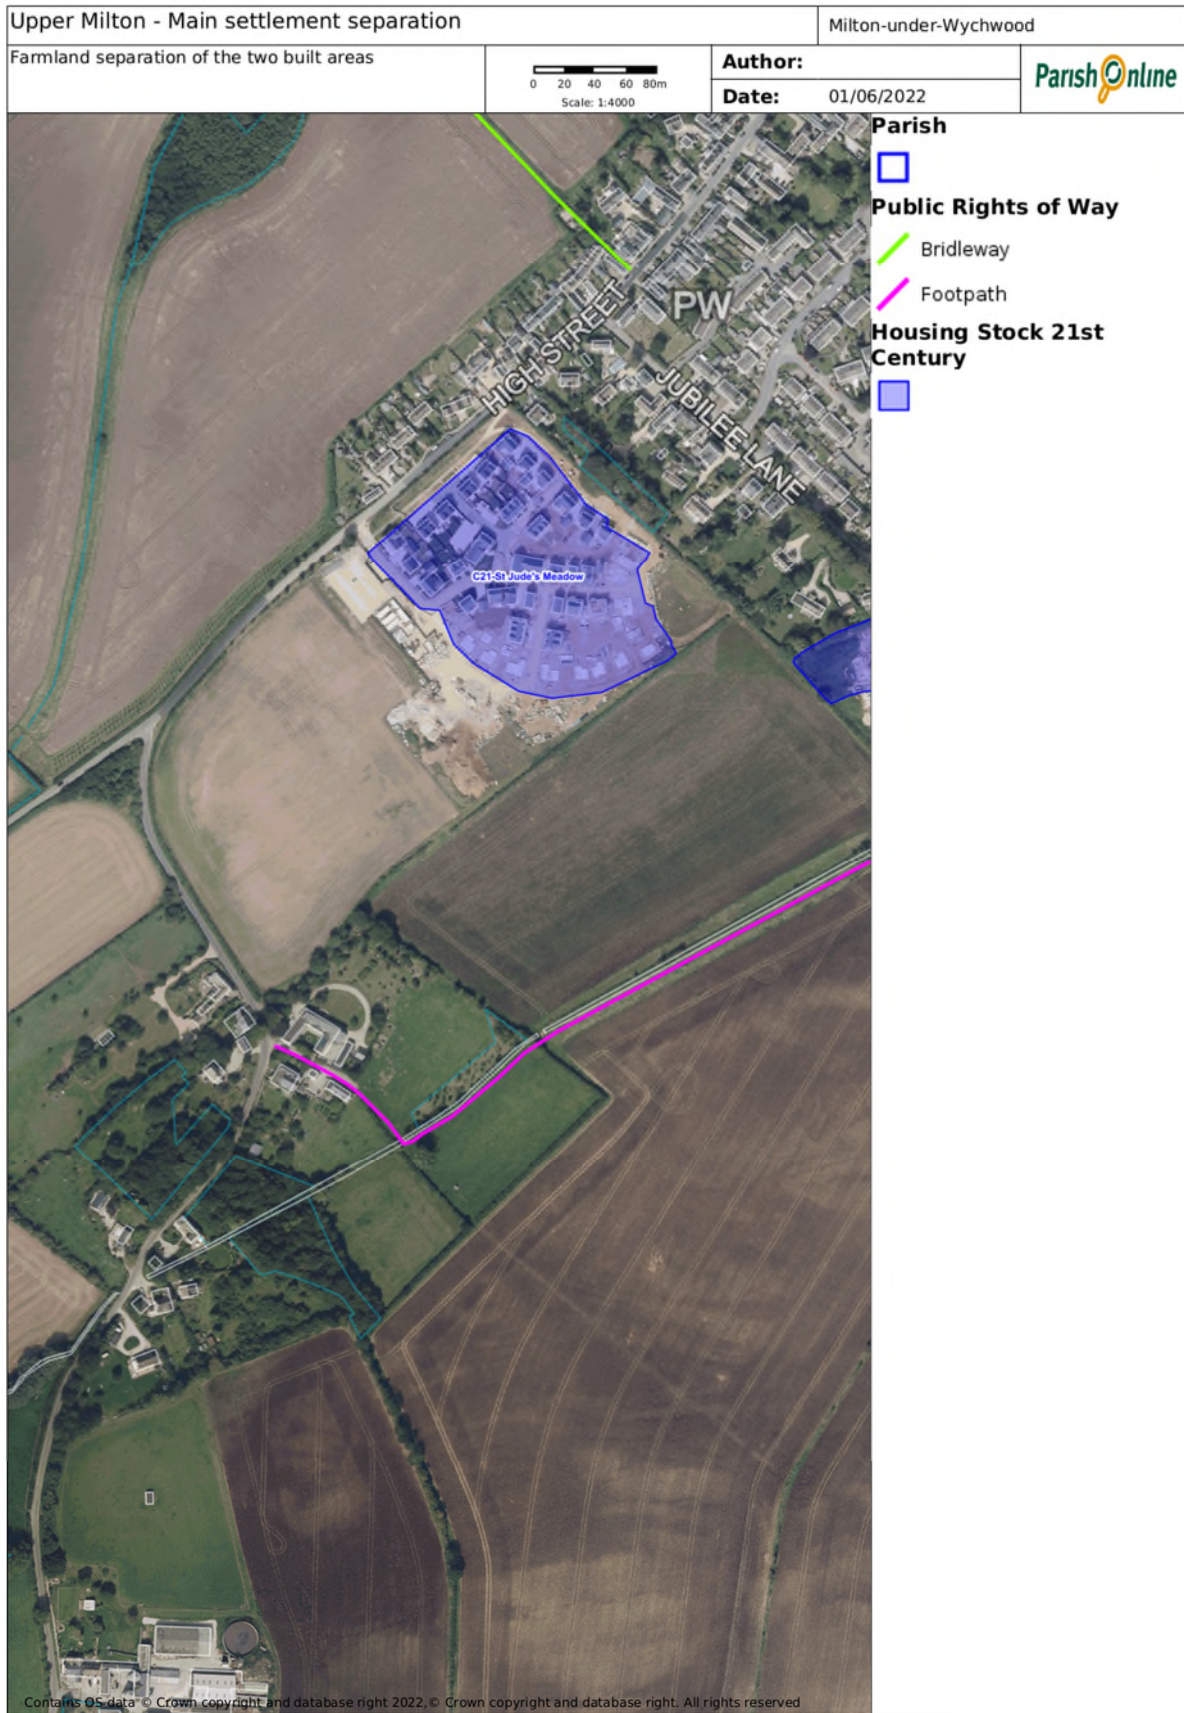 Upper Milton - Main settlement separation
Milton-under-Wychwood
Farmland separation of the two built areas
0 20 40 60 80m
Scale: 1:4000
Author:
Date: 01/06/2022
Parish Online
Parish
Public Rights of Way
Bridleway
Footpath
Housing Stock 21st
Century
PW
HIGH STREET
JUBILEE LANE
C21-St Jude's Meadow
Contains OS data © Crown copyright and database right 2022,© Crown copyright and database right. All rights reserved